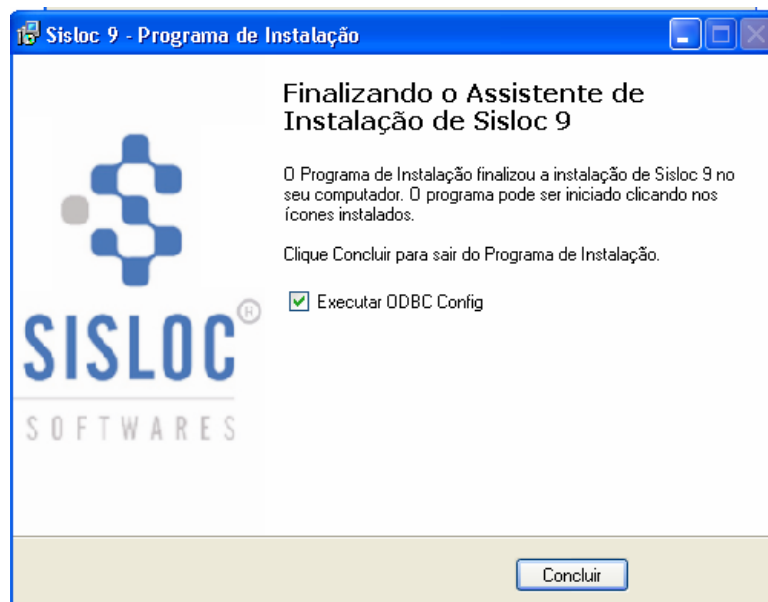 Sisloc 9 - Programa de Instalação
Finalizando o Assistente de
Instalação de Sisloc 9
O Programa de Instalação finalizou a instalação de Sisloc 9 no
seu computador. O programa pode ser iniciado clicando nos
ícones instalados.
Clique Concluir para sair do Programa de Instalação.
Executar ODBC Config
SISLOC®
SOFTWARES
Concluir